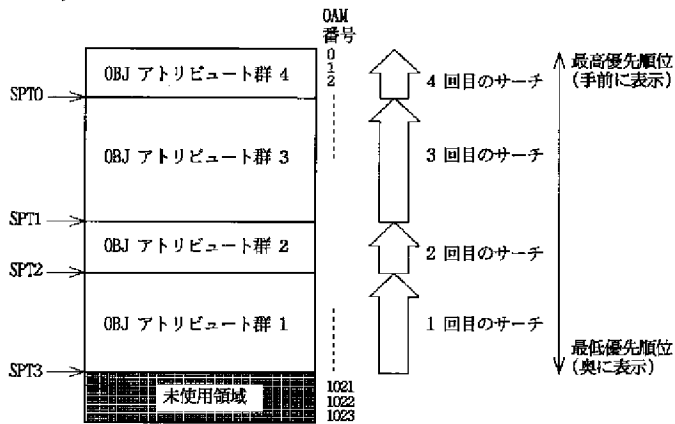 OAM
番号
0
1
2
OBJ アトリビュート群 4
4 回目のサーチ
最高優先順位
(手前に表示)
SPT0
OBJ アトリビュート群 3
3 回目のサーチ
SPT1
OBJ アトリビュート群 2
2 回目のサーチ
SPT2
OBJ アトリビュート群 1
1 回目のサーチ
最低優先順位
(奥に表示)
SPT3
未使用領域
1021
1022
1023